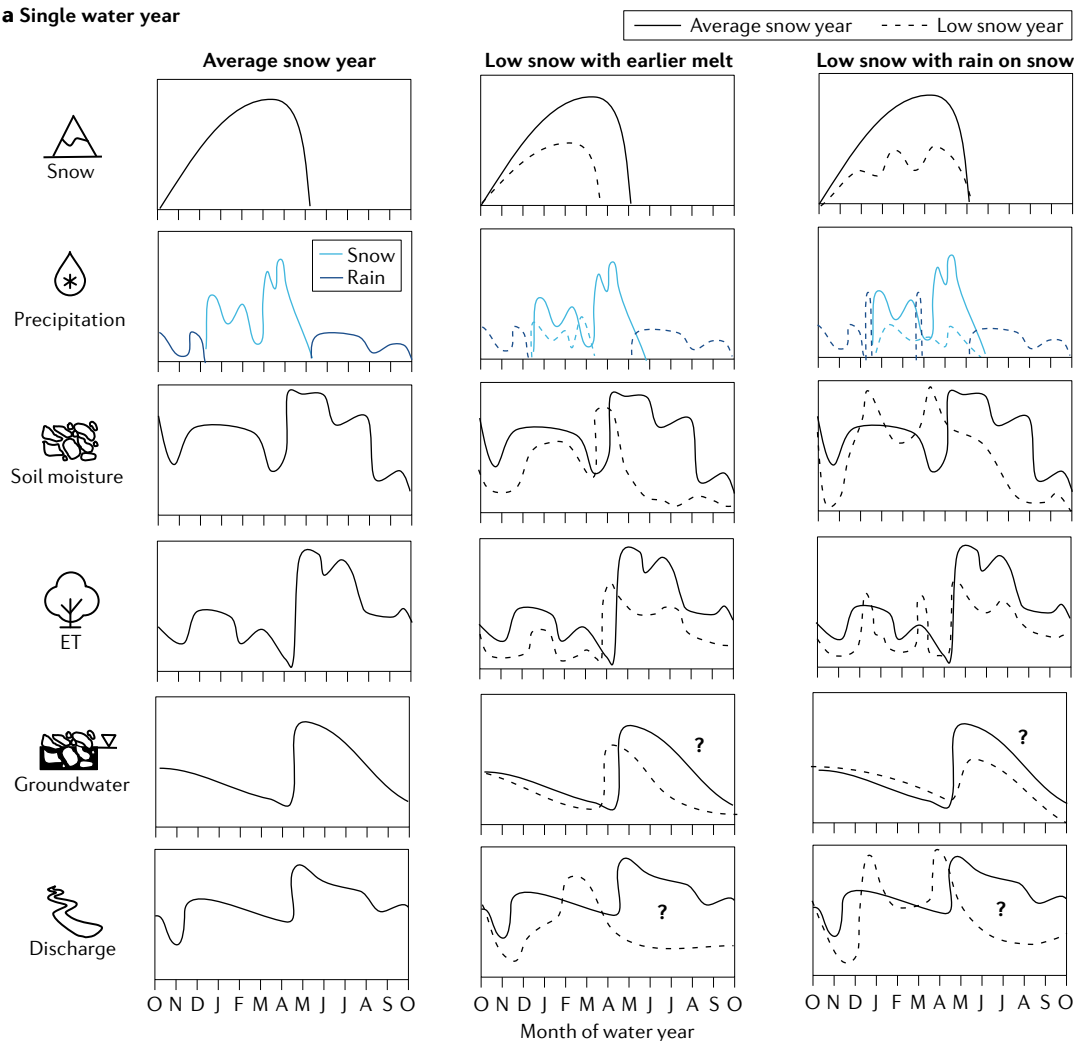 a Single water year
Average snow year Low snow year
Average snow year Low snow with earlier melt Low snow with rain on snow
Snow
Snow
Rain
Precipitation
Soil moisture
ET
? ?
Groundwater
? ?
Discharge
O N D J F M A M J J A S O O N D J F M A M J J A S O O N D J F M A M J J A S O
Month of water year